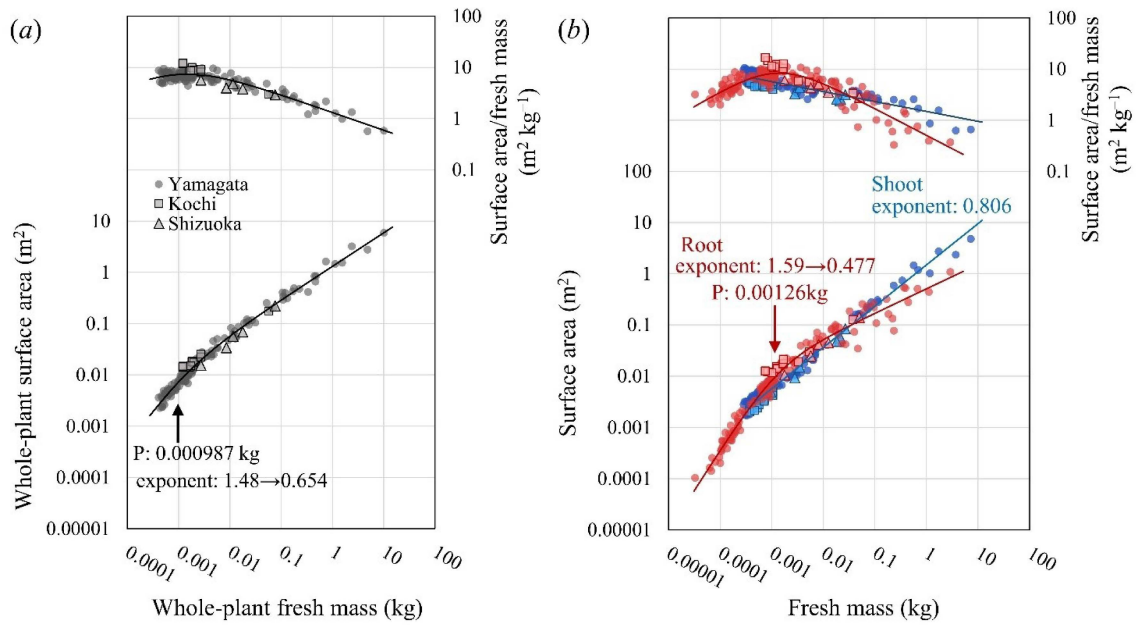 (a)
100
10
1
0.1
Surface area/fresh mass
(m² kg⁻¹)
Yamagata
Kochi
Shizuoka
10
1
0.1
0.01
0.001
0.0001
0.00001
Whole-plant surface area (m²)
P: 0.000987 kg
exponent: 1.48→0.654
0.0001
0.001
0.01
0.1
1
10
100
Whole-plant fresh mass (kg)
(b)
100
10
1
0.1
Surface area/fresh mass
(m² kg⁻¹)
100
10
1
0.1
0.01
0.001
0.0001
0.00001
Surface area (m²)
Shoot
exponent: 0.806
Root
exponent: 1.59→0.477
P: 0.00126kg
0.00001
0.0001
0.001
0.01
0.1
1
10
100
Fresh mass (kg)